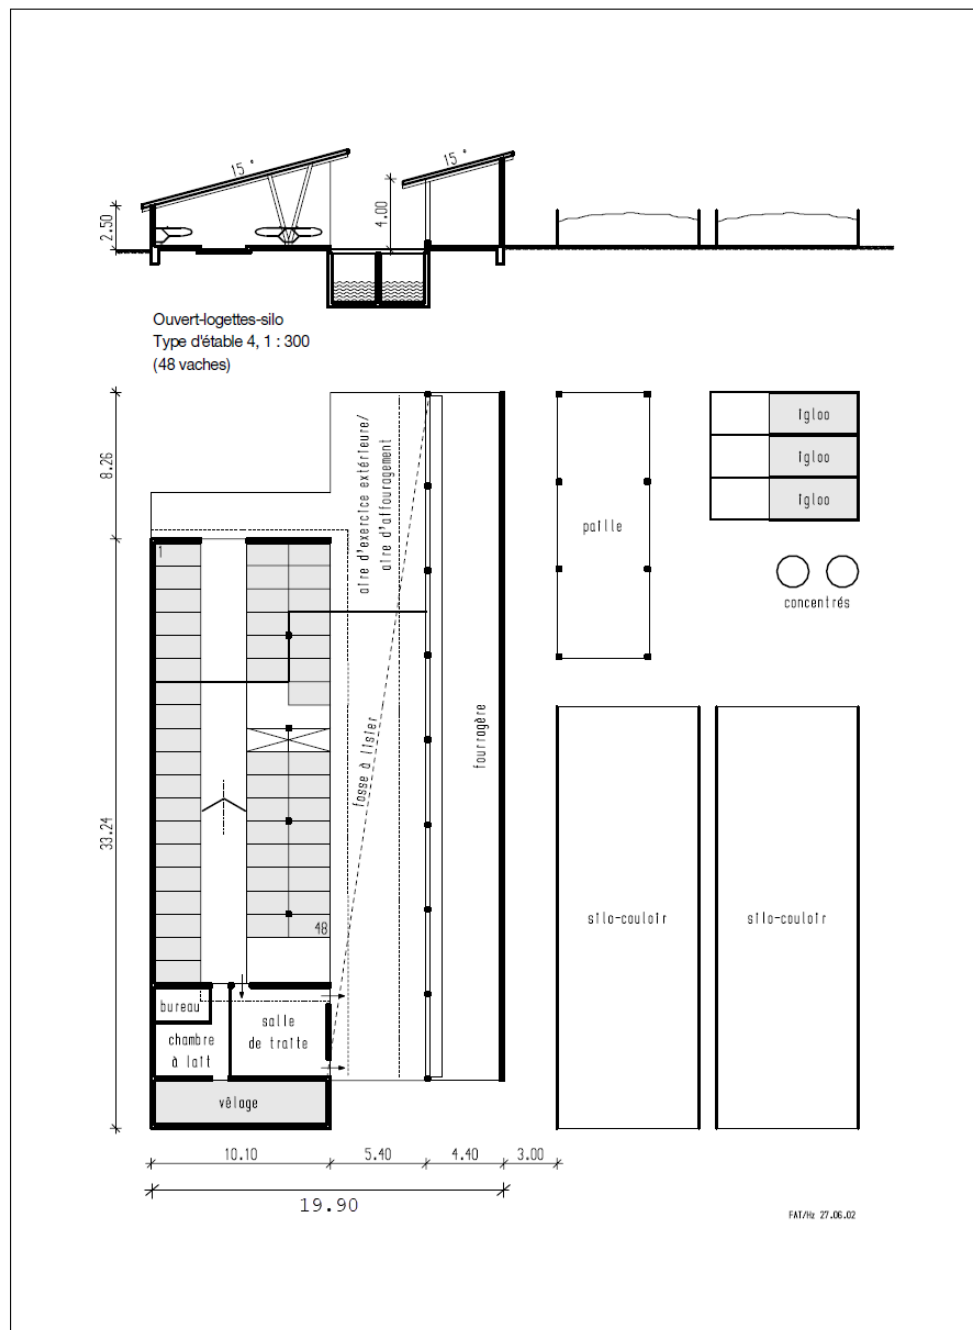 15 °
15 °
2.50
4.00
Ouvert-logettes-silo
Type d'étable 4, 1 : 300
(48 vaches)
8.26
33.24
1
48
aire d'exercice extérieure/
aire d'affouragement
fosse à lisier
fourragère
paille
igloo
igloo
igloo
concentrés
silo-couloir
silo-couloir
bureau
chambre
à lait
salle
de traite
vêlage
10.10
5.40
4.40
3.00
19.90
FAT/Hz 27.06.02